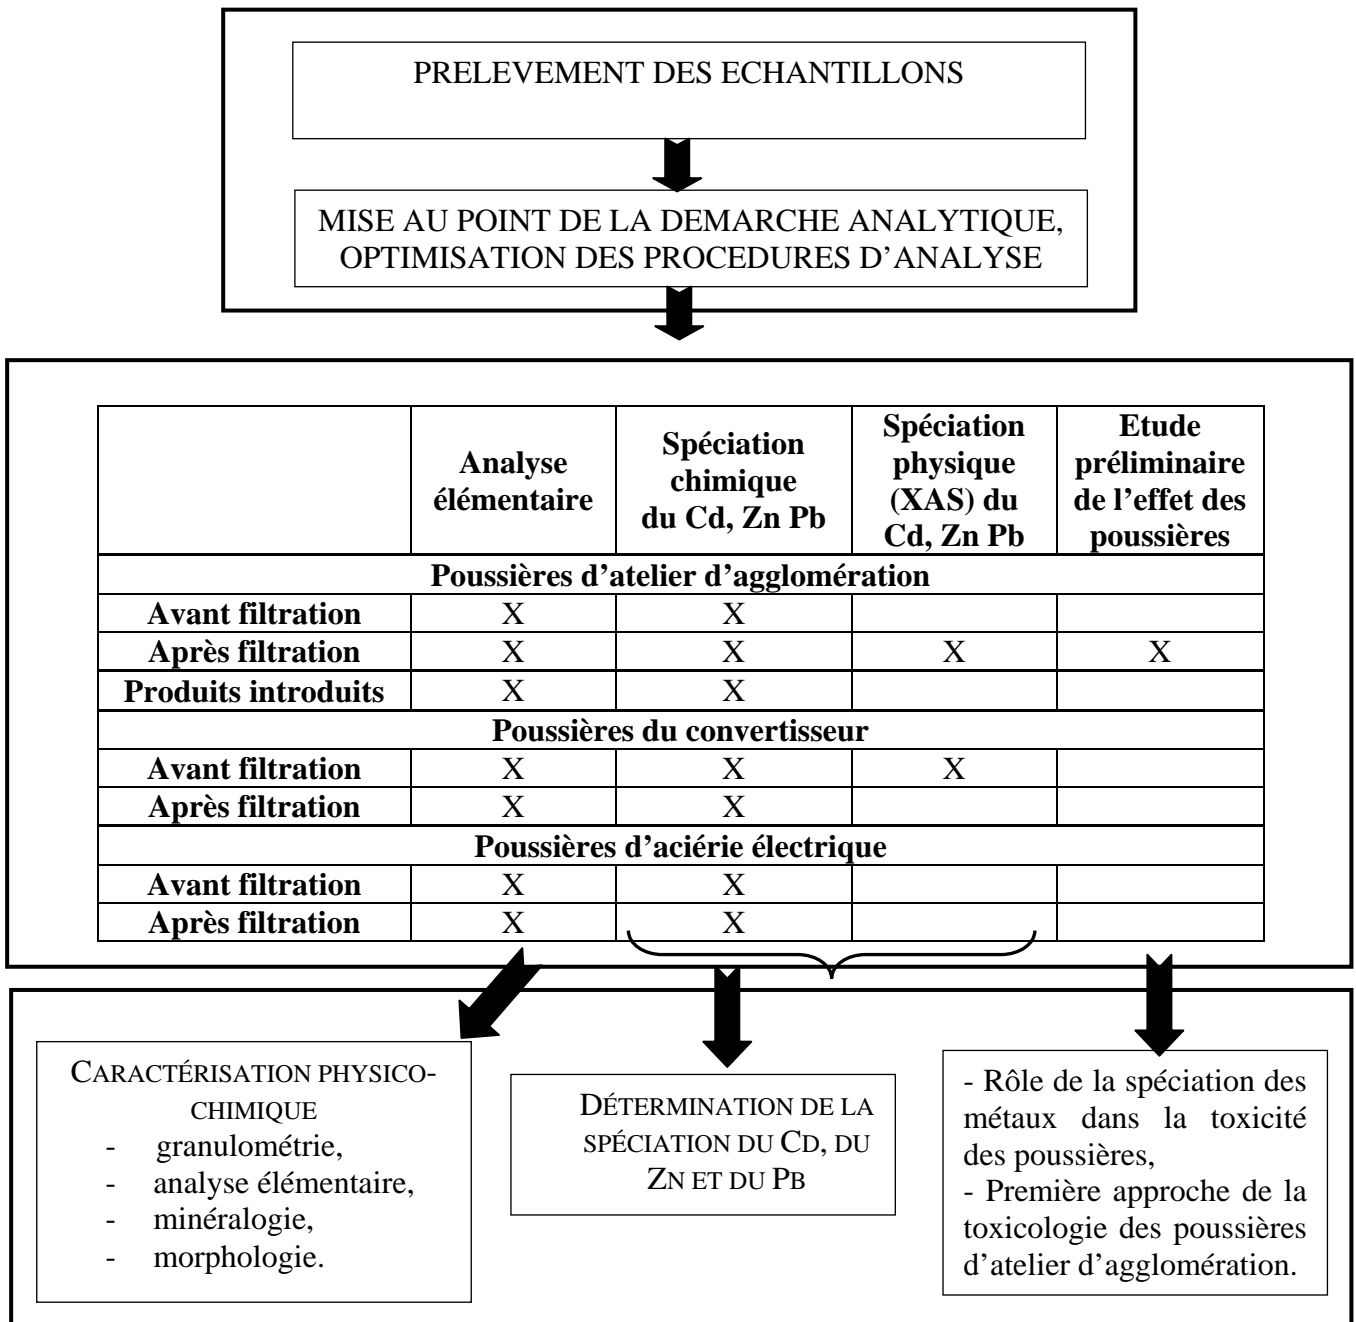 PRELEVEMENT DES ECHANTILLONS
MISE AU POINT DE LA DEMARCHE ANALYTIQUE,
OPTIMISATION DES PROCEDURES D’ANALYSE
Analyse
élémentaire
Spéciation
chimique
du Cd, Zn Pb
Spéciation
physique
(XAS) du
Cd, Zn Pb
Etude
préliminaire
de l’effet des
poussières
Poussières d’atelier d’agglomération
Avant filtration X X
Après filtration X X X X
Produits introduits X X
Poussières du convertisseur
Avant filtration X X X
Après filtration X X
Poussières d’aciérie électrique
Avant filtration X X
Après filtration X X
CARACTÉRISATION PHYSICO-
CHIMIQUE
- granulométrie,
- analyse élémentaire,
- minéralogie,
- morphologie.
DÉTERMINATION DE LA
SPÉCIATION DU CD, DU
ZN ET DU PB
- Rôle de la spéciation des
métaux dans la toxicité
des poussières,
- Première approche de la
toxicologie des poussières
d’atelier d’agglomération.